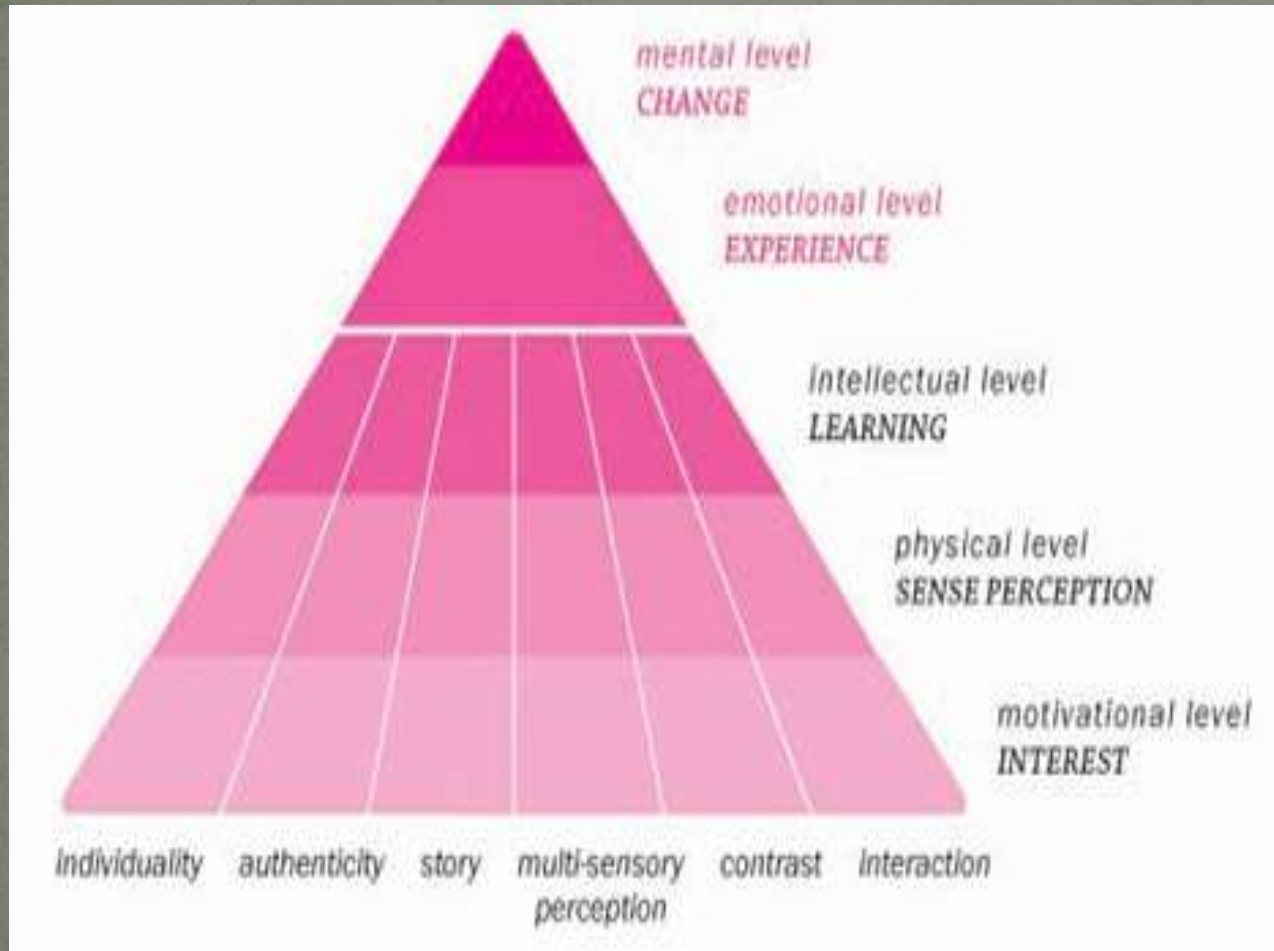 mental level
CHANGE
emotional level
EXPERIENCE
intellectual level
LEARNING
physical level
SENSE PERCEPTION
motivational level
INTEREST
individuality authenticity story multi-sensory contrast interaction
perception